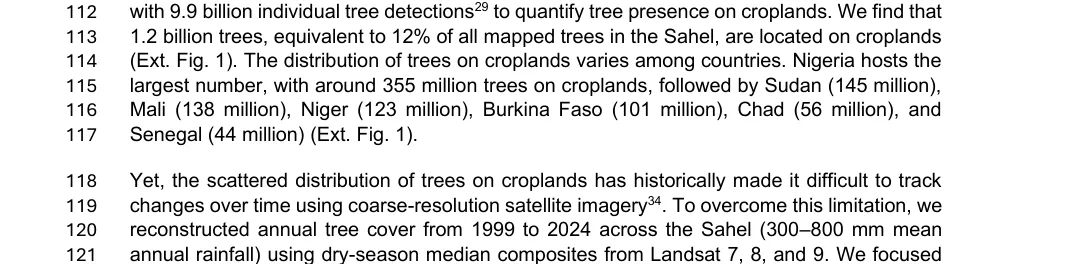 112 with 9.9 billion individual tree detections29 to quantify tree presence on croplands. We find that
113 1.2 billion trees, equivalent to 12% of all mapped trees in the Sahel, are located on croplands
114 (Ext. Fig. 1). The distribution of trees on croplands varies among countries. Nigeria hosts the
115 largest number, with around 355 million trees on croplands, followed by Sudan (145 million),
116 Mali (138 million), Niger (123 million), Burkina Faso (101 million), Chad (56 million), and
117 Senegal (44 million) (Ext. Fig. 1).
118 Yet, the scattered distribution of trees on croplands has historically made it difficult to track
119 changes over time using coarse-resolution satellite imagery34. To overcome this limitation, we
120 reconstructed annual tree cover from 1999 to 2024 across the Sahel (300–800 mm mean
121 annual rainfall) using dry-season median composites from Landsat 7, 8, and 9. We focused